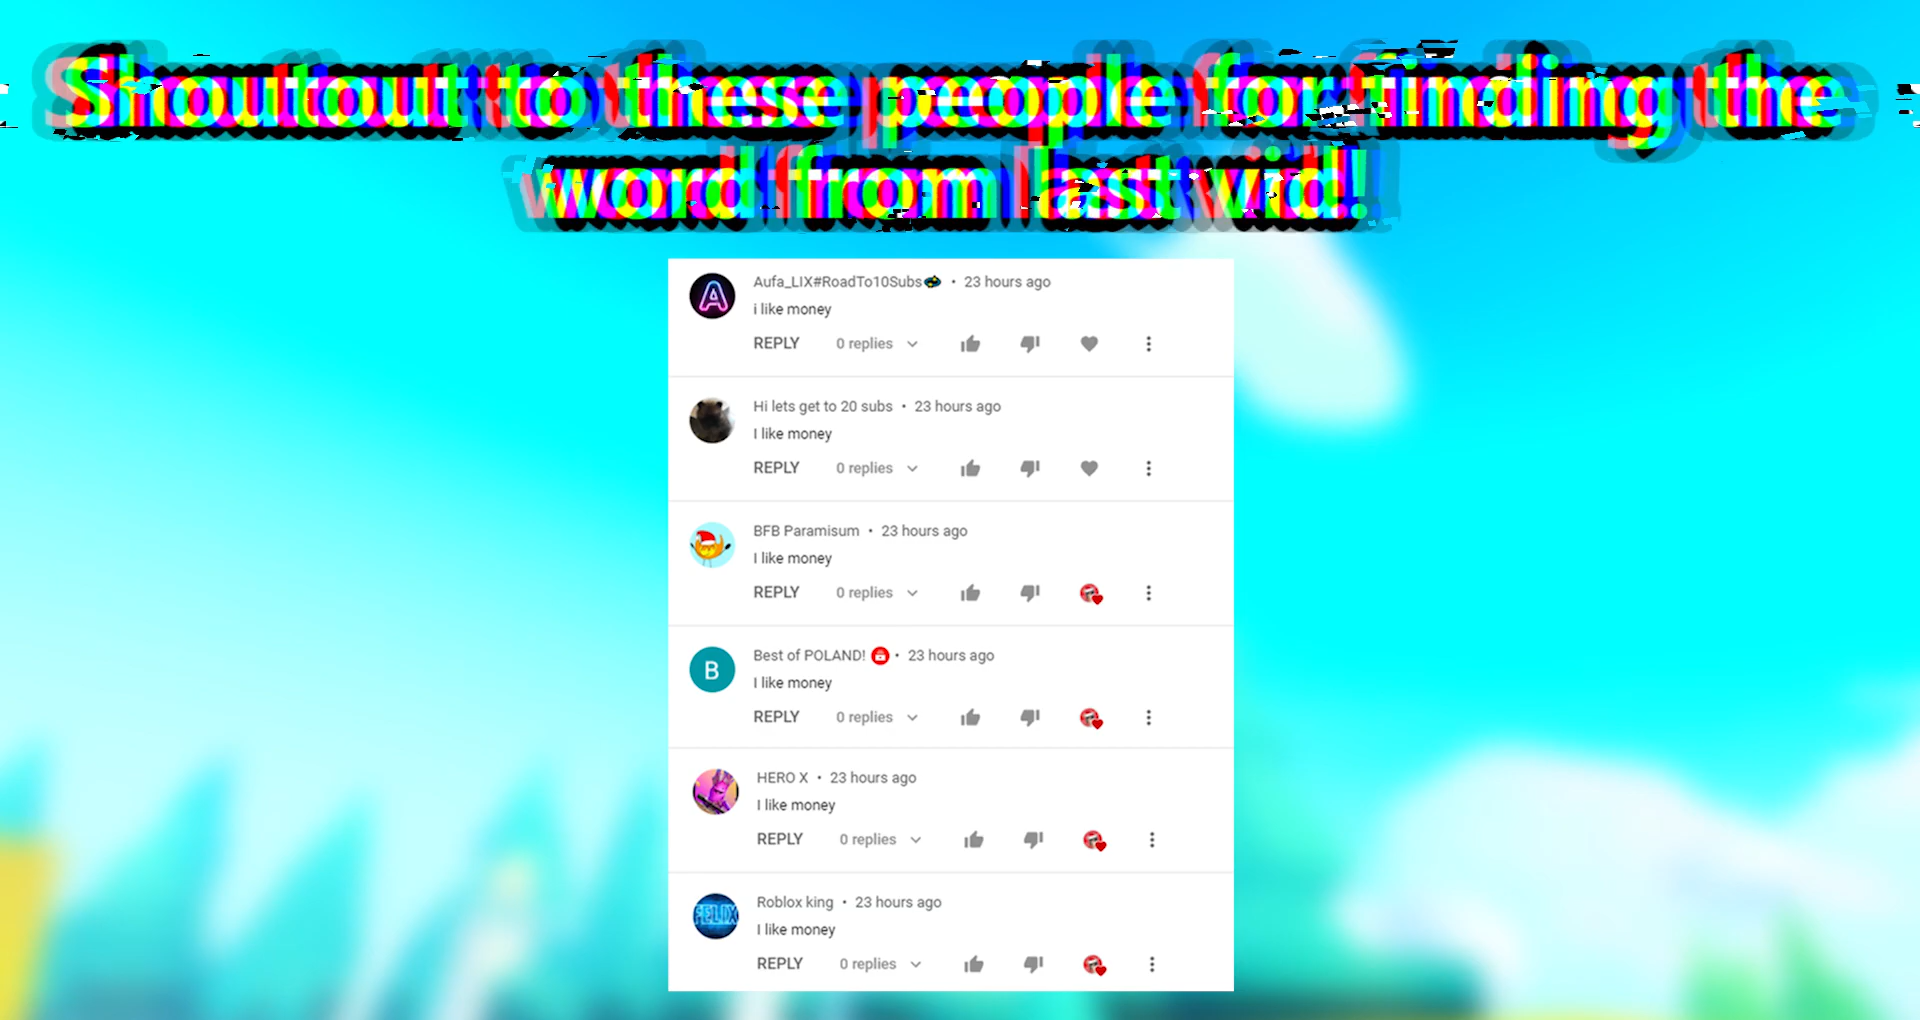 Shoutout to these people for finding the
word from last vid!
Aufa_LIX#RoadTo10Subs • 23 hours ago
i like money
REPLY 0 replies
Hi lets get to 20 subs • 23 hours ago
I like money
REPLY 0 replies
BFB Paramisum • 23 hours ago
I like money
REPLY 0 replies
B
Best of POLAND! • 23 hours ago
I like money
REPLY 0 replies
HERO X • 23 hours ago
I like money
REPLY 0 replies
FELIX
Roblox king • 23 hours ago
I like money
REPLY 0 replies